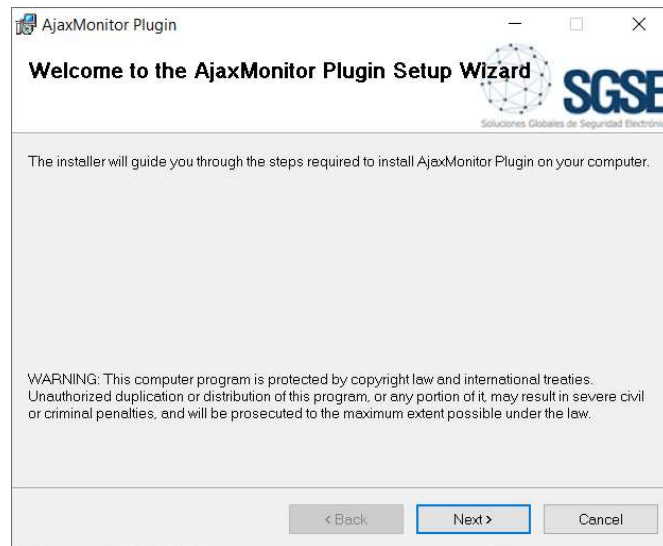 AjaxMonitor Plugin
Welcome to the AjaxMonitor Plugin Setup Wizard
SGSE
Soluciones Globales de Seguridad Electróni
The installer will guide you through the steps required to install AjaxMonitor Plugin on your computer.
WARNING: This computer program is protected by copyright law and international treaties.
Unauthorized duplication or distribution of this program, or any portion of it, may result in severe civil
or criminal penalties, and will be prosecuted to the maximum extent possible under the law.
< Back
Next >
Cancel